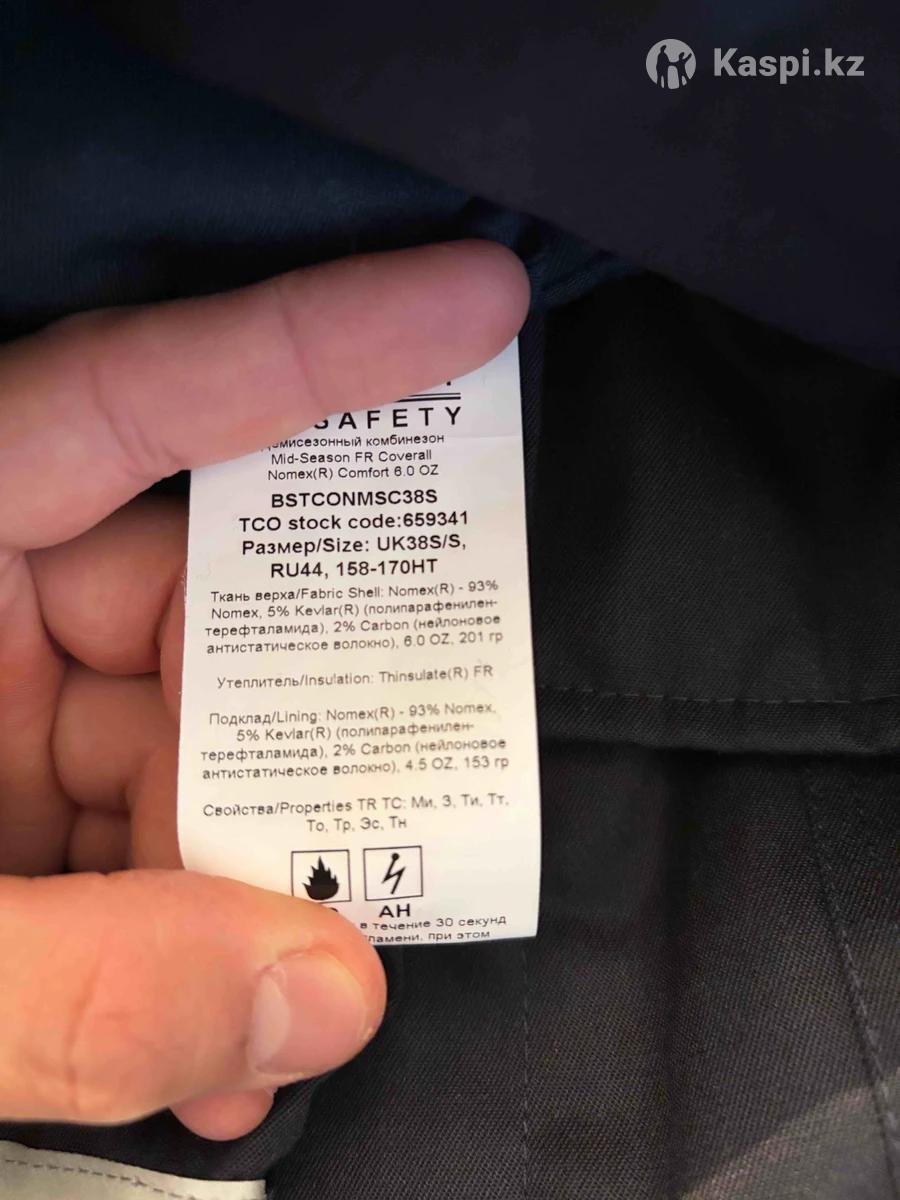 Kaspi.kz
SAFETY
Демисезонный комбинезон
Mid-Season FR Coverall
Nomex(R) Comfort 6.0 OZ
BSTCONMSC38S
TCO stock code:659341
Размер/Size: UK38S/S,
RU44, 158-170HT
Ткань верха/Fabric Shell: Nomex(R) - 93%
Nomex, 5% Kevlar(R) (полипарафенилен-
терефталамида), 2% Carbon (нейлоновое
антистатическое волокно), 6.0 OZ, 201 гр
Утеплитель/Insulation: Thinsulate(R) FR
Подклад/Lining: Nomex(R) - 93% Nomex,
5% Kevlar(R) (полипарафенилен-
терефталамида), 2% Carbon (нейлоновое
антистатическое волокно), 4.5 OZ, 153 гр
Свойства/Properties TR TC: Ми, З, Ти, Тт,
То, Тр, Эс, Тн
АН
в течение 30 секунд
пламени, при этом